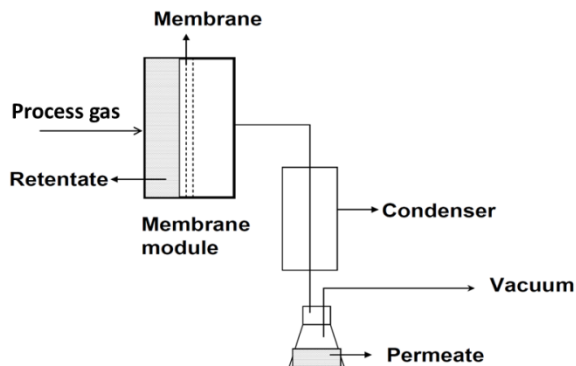 Membrane
Process gas
Retentate
Membrane
module
Condenser
Vacuum
Permeate